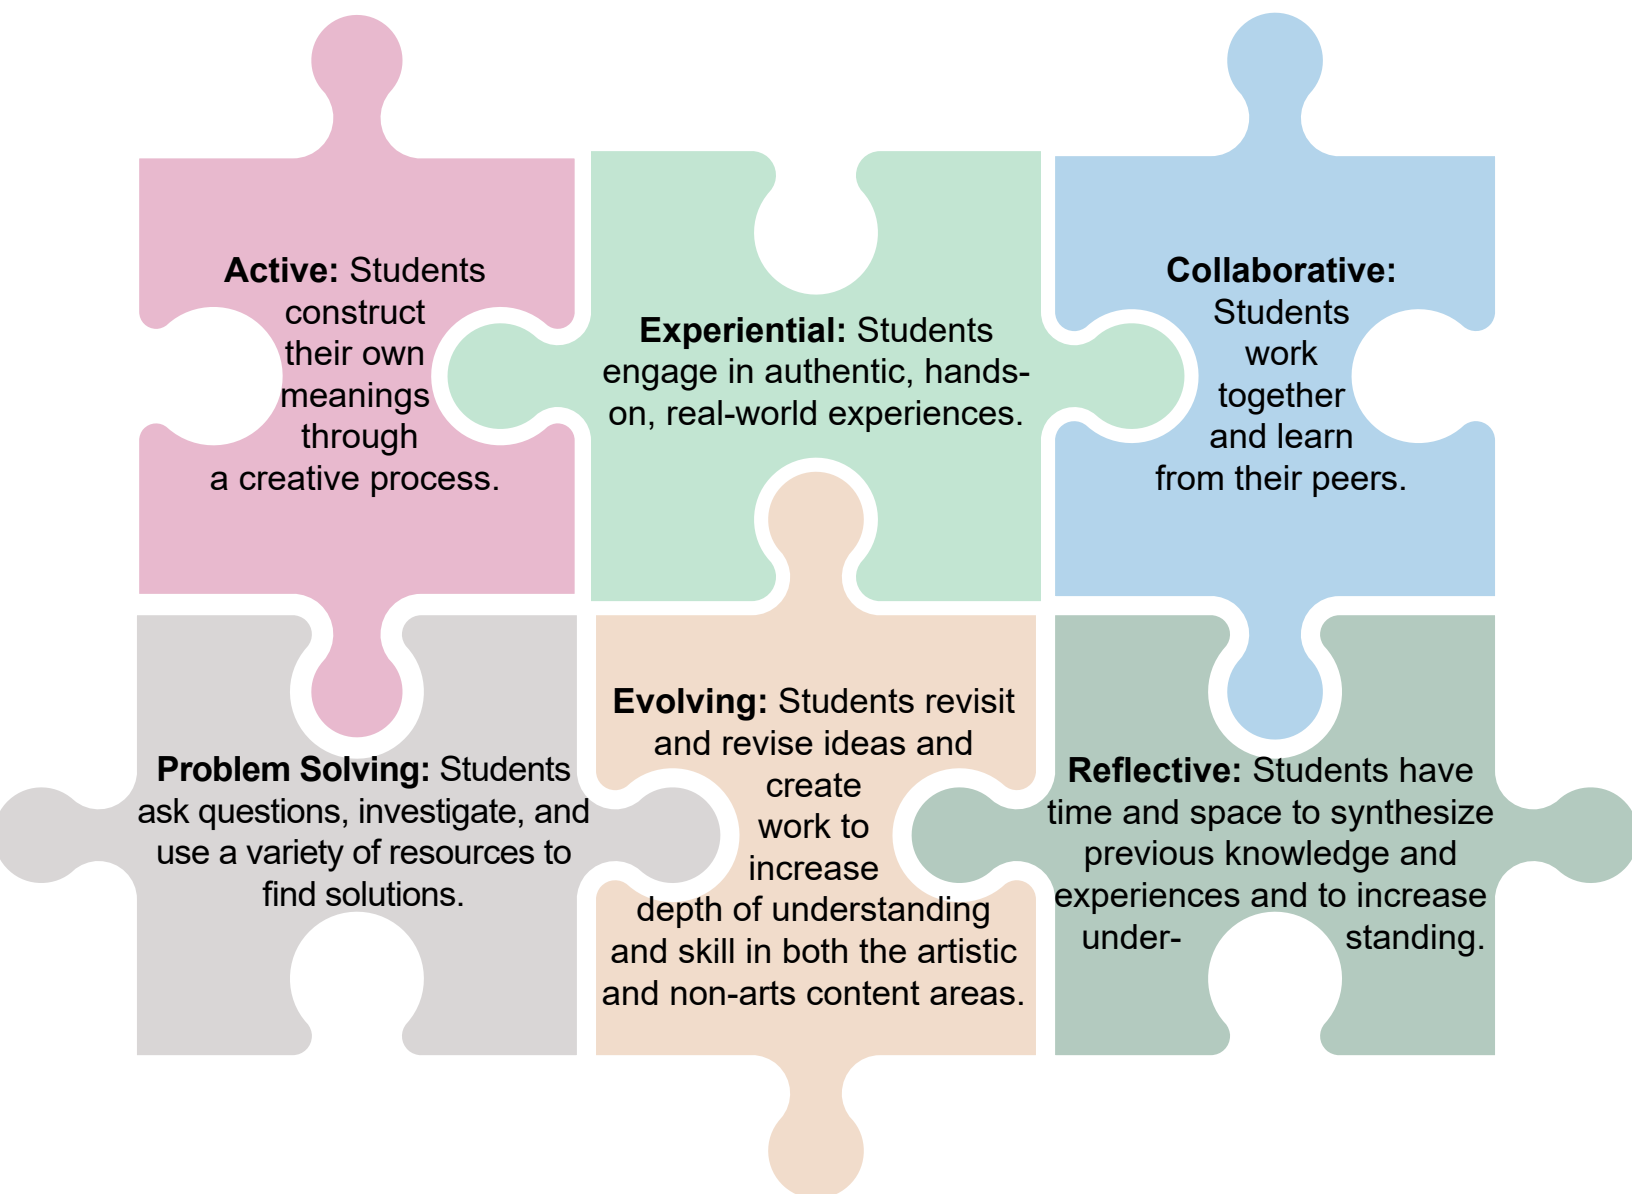 Active: Students
construct
their own
meanings
through
a creative process.
Experiential: Students
engage in authentic, hands-
on, real-world experiences.
Collaborative:
Students
work
together
and learn
from their peers.
Problem Solving: Students
ask questions, investigate, and
use a variety of resources to
find solutions.
Evolving: Students revisit
and revise ideas and
create
work to
increase
depth of understanding
and skill in both the artistic
and non-arts content areas.
Reflective: Students have
time and space to synthesize
previous knowledge and
experiences and to increase
under- standing.